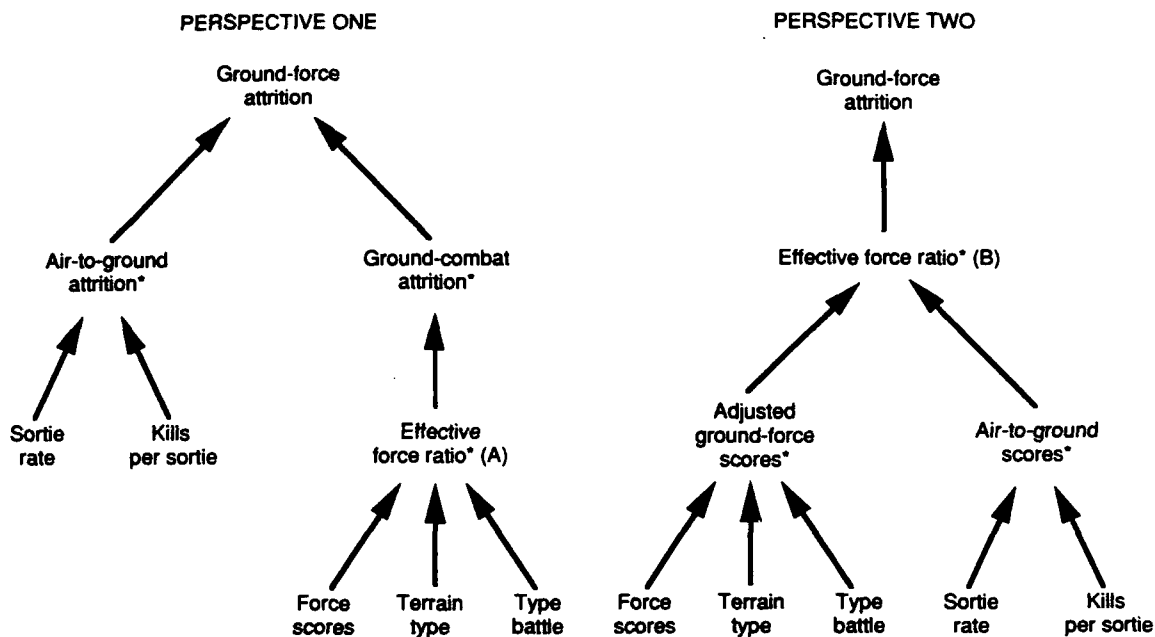 PERSPECTIVE ONE
Ground-force
attrition
Air-to-ground
attrition*
Ground-combat
attrition*
Sortie
rate
Kills
per sortie
Effective
force ratio* (A)
Force
scores
Terrain
type
Type
battle
PERSPECTIVE TWO
Ground-force
attrition
Effective force ratio* (B)
Adjusted
ground-force
scores*
Air-to-ground
scores*
Force
scores
Terrain
type
Type
battle
Sortie
rate
Kills
per sortie